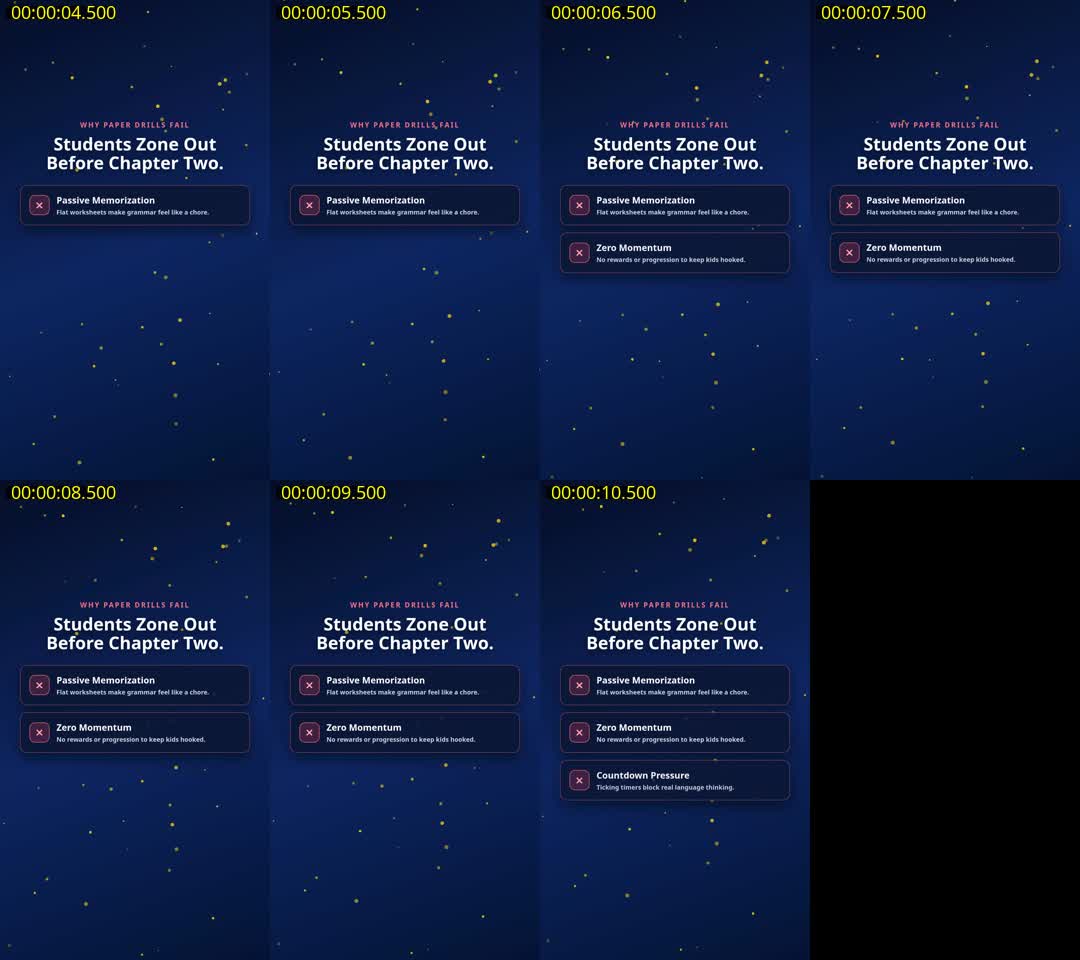 00:00:04.500
WHY PAPER DRILLS FAIL
Students Zone Out
Before Chapter Two.
Passive Memorization
Flat worksheets make grammar feel like a chore.
00:00:05.500
WHY PAPER DRILLS FAIL
Students Zone Out
Before Chapter Two.
Passive Memorization
Flat worksheets make grammar feel like a chore.
00:00:06.500
WHY PAPER DRILLS FAIL
Students Zone Out
Before Chapter Two.
Passive Memorization
Flat worksheets make grammar feel like a chore.
Zero Momentum
No rewards or progression to keep kids hooked.
00:00:07.500
WHY PAPER DRILLS FAIL
Students Zone Out
Before Chapter Two.
Passive Memorization
Flat worksheets make grammar feel like a chore.
Zero Momentum
No rewards or progression to keep kids hooked.
00:00:08.500
WHY PAPER DRILLS FAIL
Students Zone Out
Before Chapter Two.
Passive Memorization
Flat worksheets make grammar feel like a chore.
Zero Momentum
No rewards or progression to keep kids hooked.
00:00:09.500
WHY PAPER DRILLS FAIL
Students Zone Out
Before Chapter Two.
Passive Memorization
Flat worksheets make grammar feel like a chore.
Zero Momentum
No rewards or progression to keep kids hooked.
00:00:10.500
WHY PAPER DRILLS FAIL
Students Zone Out
Before Chapter Two.
Passive Memorization
Flat worksheets make grammar feel like a chore.
Zero Momentum
No rewards or progression to keep kids hooked.
Countdown Pressure
Ticking timers block real language thinking.